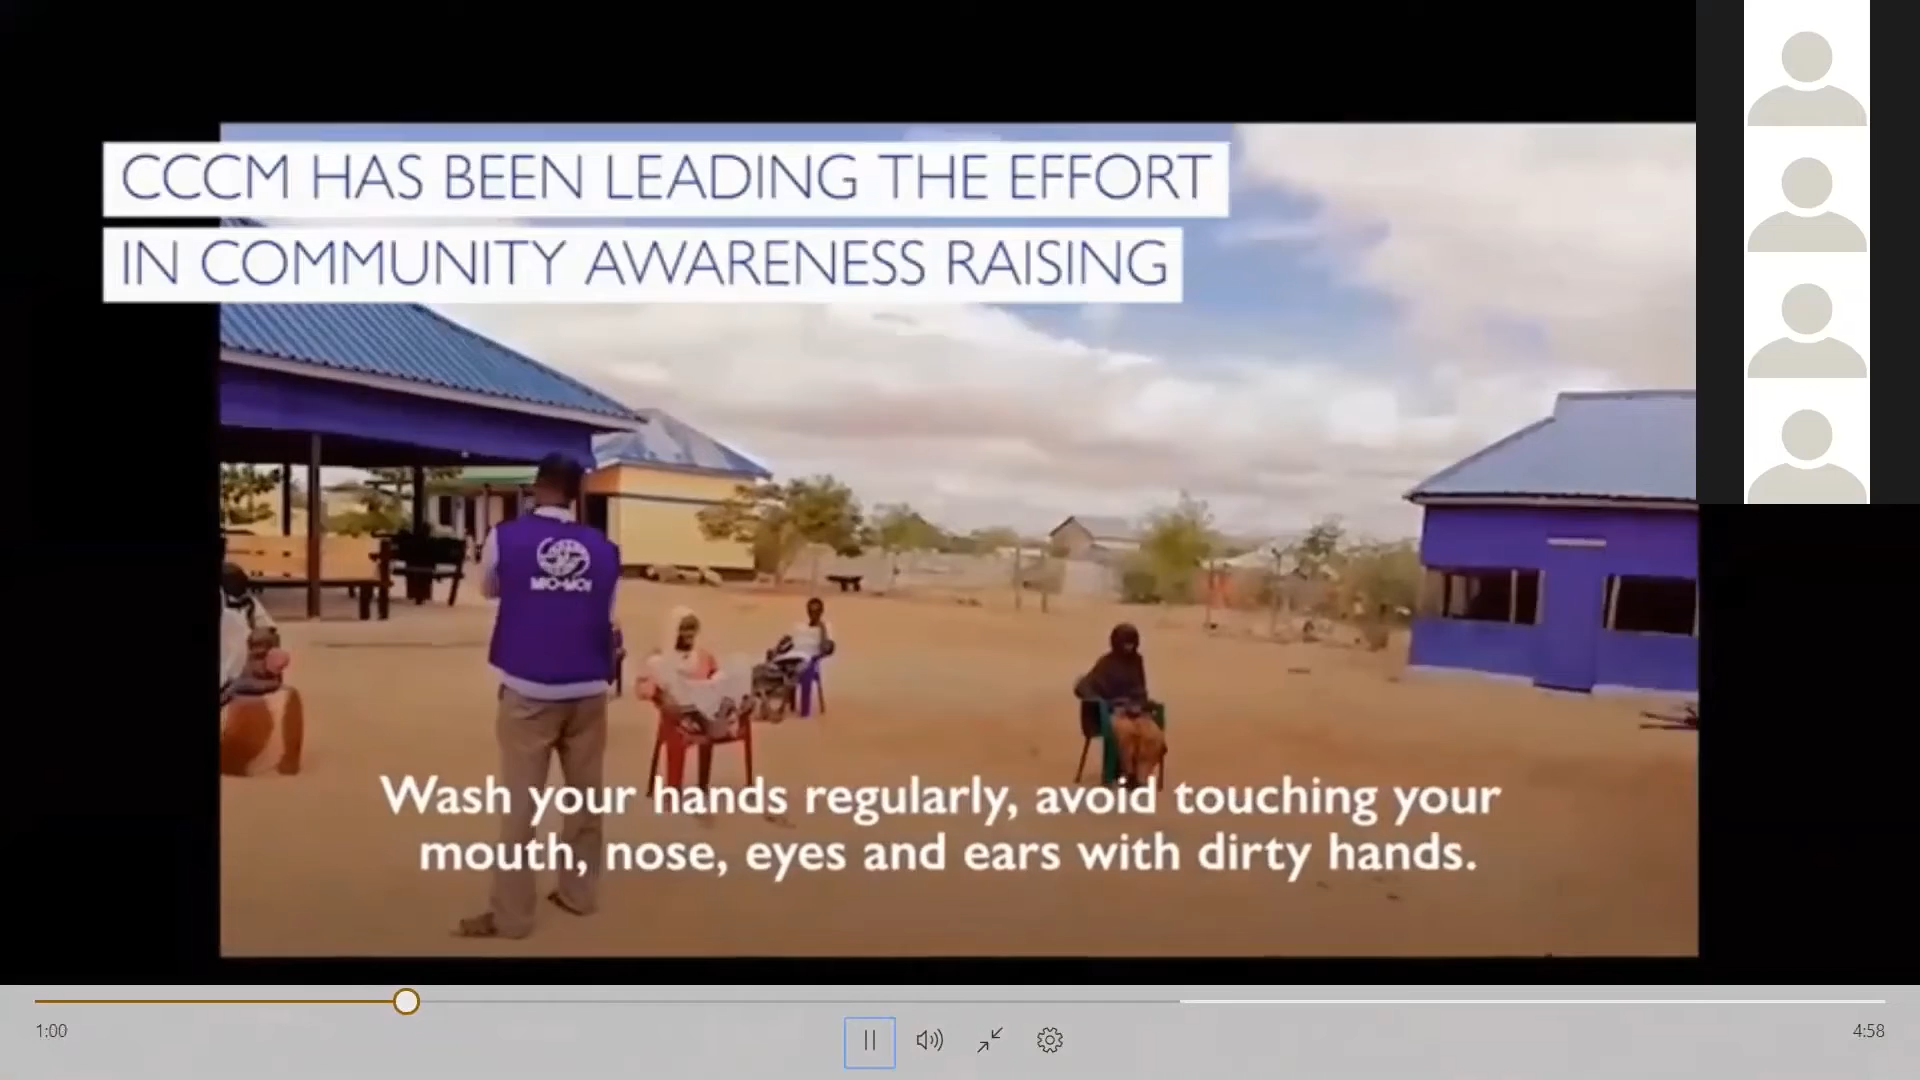 CCCM HAS BEEN LEADING THE EFFORT
IN COMMUNITY AWARENESS RAISING
Wash your hands regularly, avoid touching your
mouth, nose, eyes and ears with dirty hands.
1:00
4:58